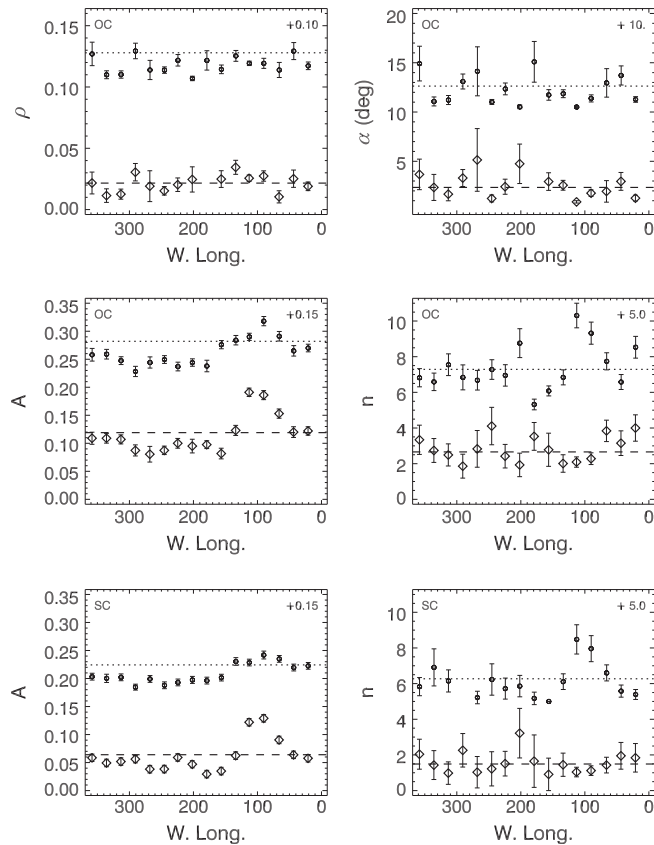 OC +0.10
0.15
0.10
0.05
0.00
ρ
300 200 100 0
W. Long.
OC + 10.
20
15
10
5
α (deg)
300 200 100 0
W. Long.
OC +0.15
0.35
0.30
0.25
0.20
0.15
0.10
0.05
0.00
A
300 200 100 0
W. Long.
OC + 5.0
10
8
6
4
2
0
n
300 200 100 0
W. Long.
SC +0.15
0.35
0.30
0.25
0.20
0.15
0.10
0.05
0.00
A
300 200 100 0
W. Long.
SC + 5.0
10
8
6
4
2
0
n
300 200 100 0
W. Long.